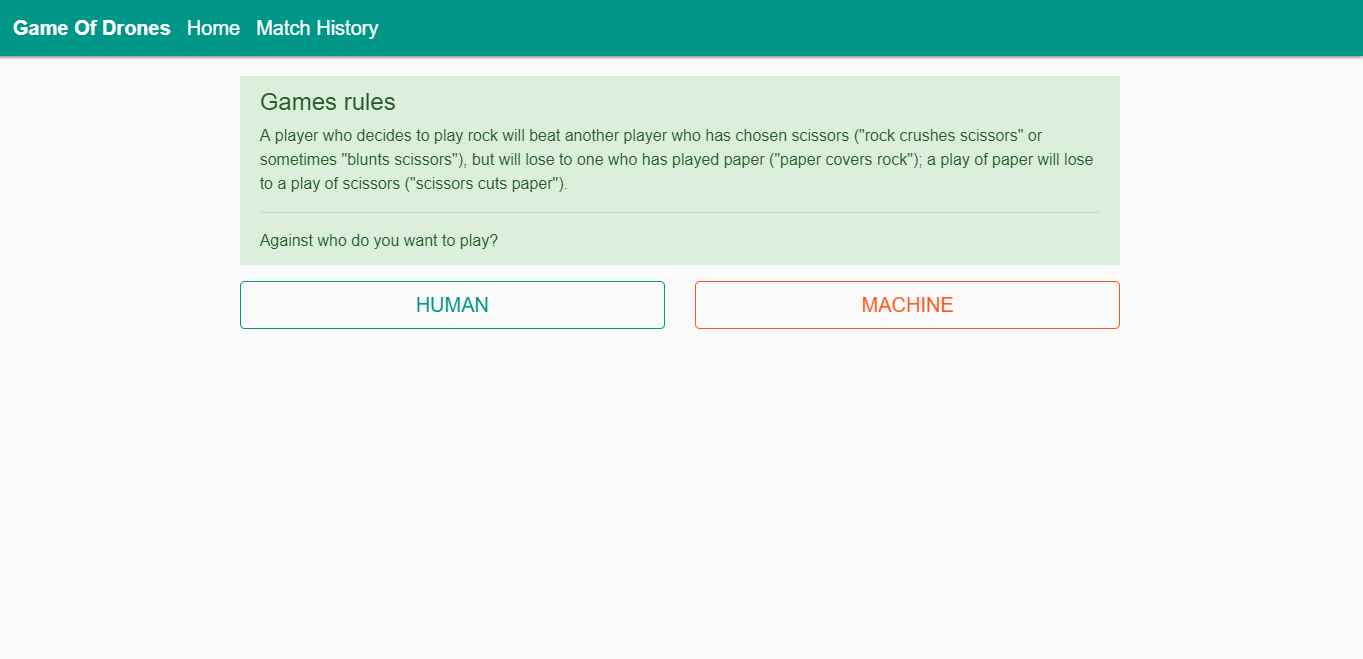 Game Of Drones Home Match History
Games rules
A player who decides to play rock will beat another player who has chosen scissors ("rock crushes scissors" or
sometimes "blunts scissors"), but will lose to one who has played paper ("paper covers rock"); a play of paper will lose
to a play of scissors ("scissors cuts paper").
Against who do you want to play?
HUMAN MACHINE